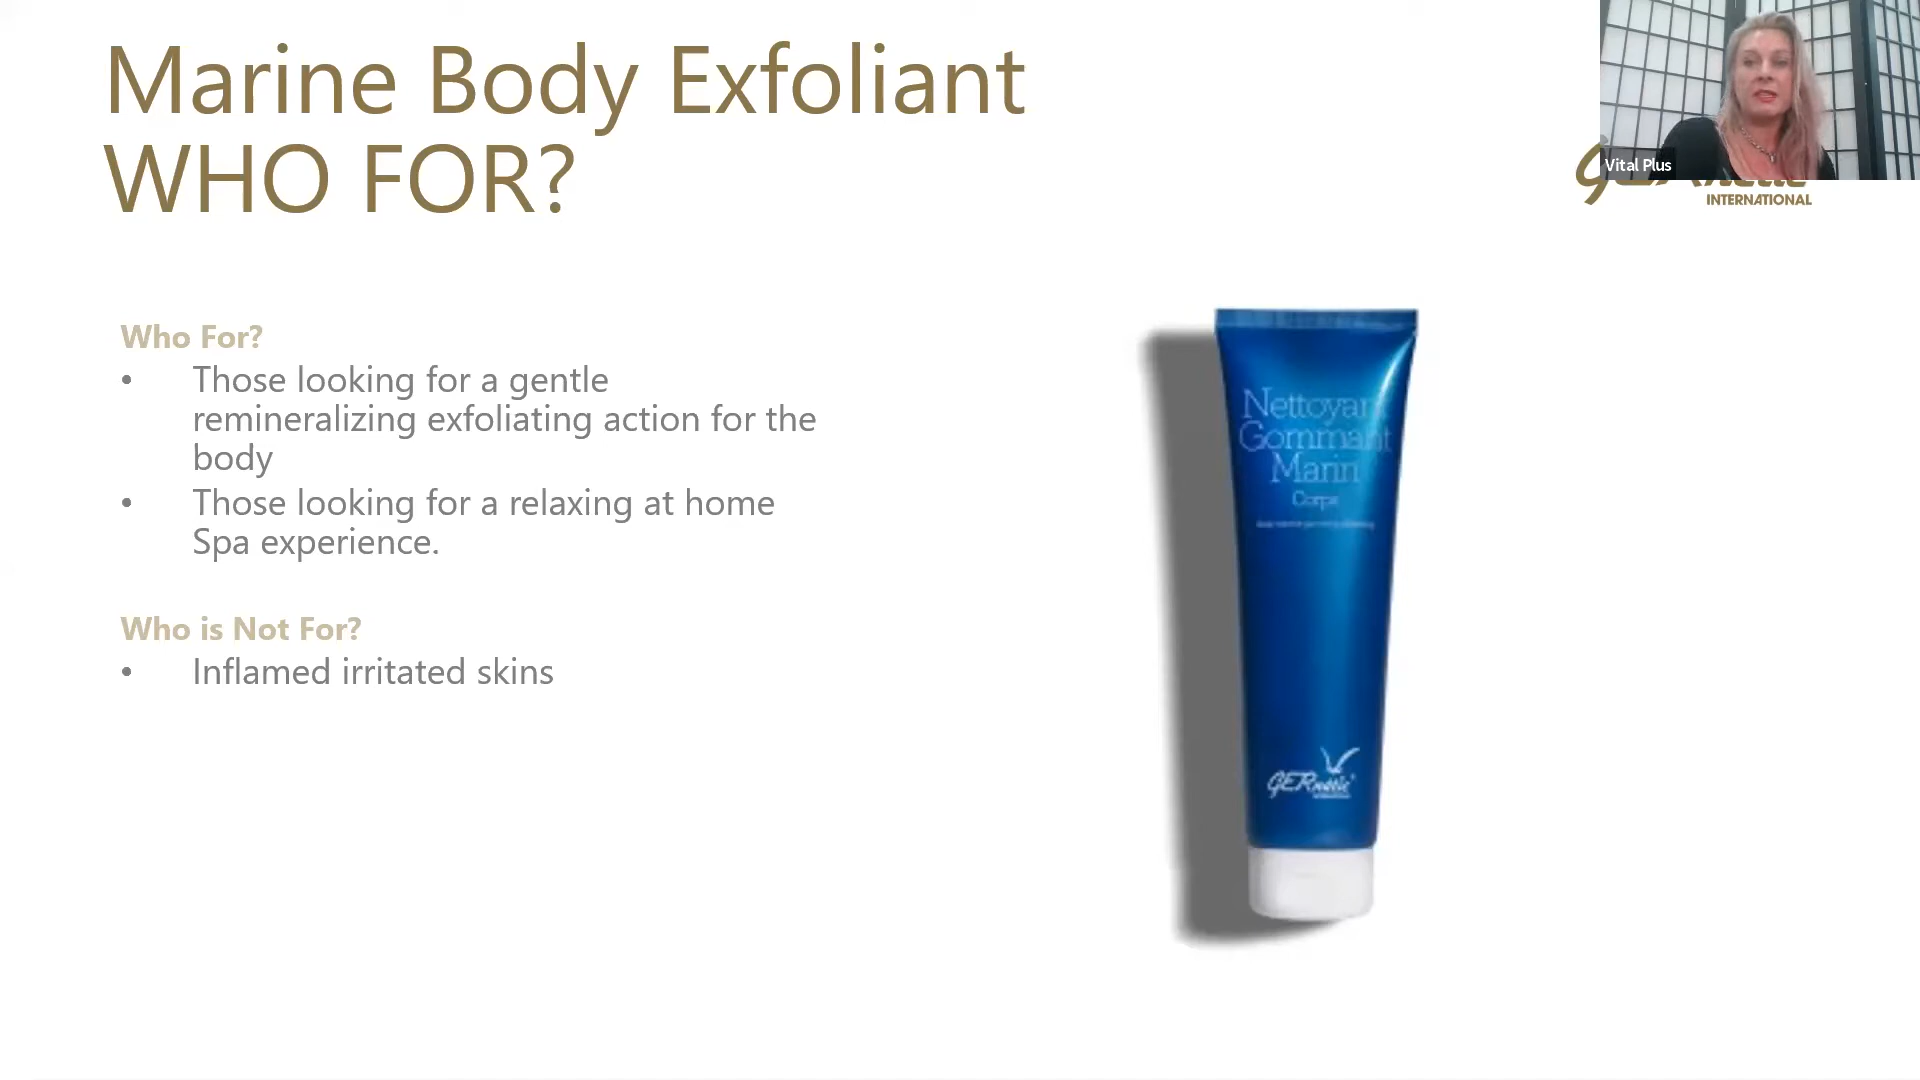 Marine Body Exfoliant
WHO FOR?
Vital Plus
INTERNATIONAL
Who For?
• Those looking for a gentle
remineralizing exfoliating action for the
body
• Those looking for a relaxing at home
Spa experience.
Who is Not For?
• Inflamed irritated skins
Nettoyant
Gommant
Marin
Corps
GERnétic
INTERNATIONAL